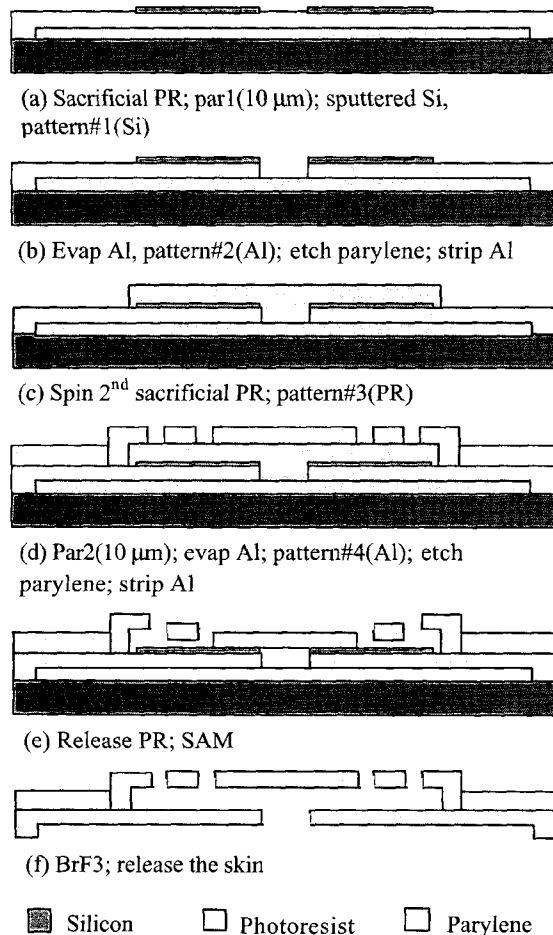 (a) Sacrificial PR; par1(10 μm); sputtered Si,
pattern#1(Si)
(b) Evap Al, pattern#2(Al); etch parylene; strip Al
(c) Spin 2nd sacrificial PR; pattern#3(PR)
(d) Par2(10 μm); evap Al; pattern#4(Al); etch
parylene; strip Al
(e) Release PR; SAM
(f) BrF3; release the skin
Silicon Photoresist Parylene